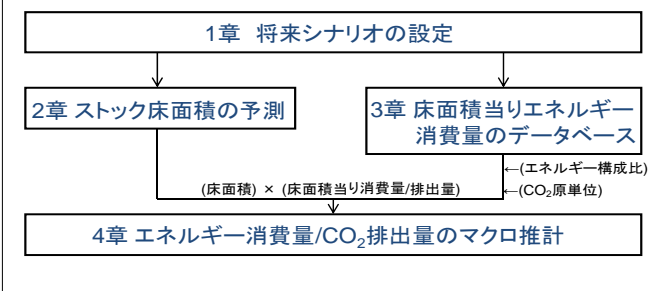 1章 将来シナリオの設定
2章 ストック床面積の予測
3章 床面積当りエネルギー
消費量のデータベース
←(エネルギー構成比)
(床面積) × (床面積当り消費量/排出量)
←(CO₂原単位)
4章 エネルギー消費量/CO₂排出量のマクロ推計